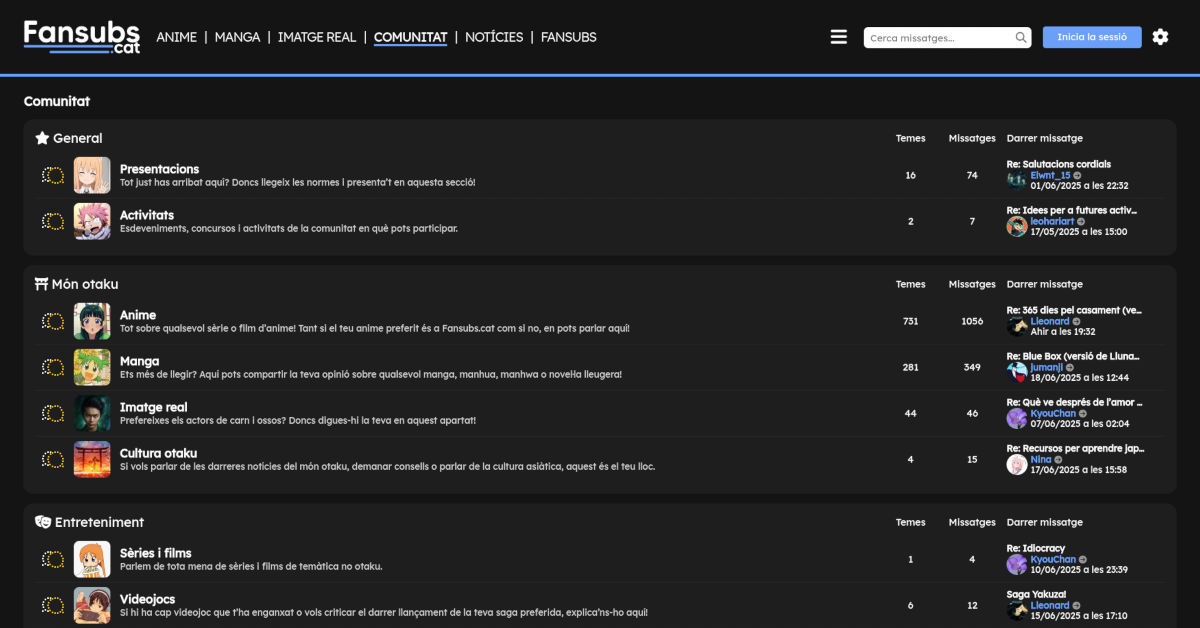 Fansubs.cat
ANIME | MANGA | IMATGE REAL | COMUNITAT | NOTÍCIES | FANSUBS
Cerca missatges...
Inicia la sessió
Comunitat
General Temes Missatges Darrer missatge
Presentacions
Tot just has arribat aquí? Doncs llegeix les normes i presenta't en aquesta secció!
16 74
Re: Salutacions cordials
Elwnt_15
01/06/2025 a les 22:32
Activitats
Esdeveniments, concursos i activitats de la comunitat en què pots participar.
2 7
Re: Idees per a futures activ...
leohariart
17/05/2025 a les 15:00
Món otaku Temes Missatges Darrer missatge
Anime
Tot sobre qualsevol sèrie o film d'anime! Tant si el teu anime preferit és a Fansubs.cat com si no, en pots parlar aquí!
731 1056
Re: 365 dies pel casament (ve...
Lleonard
Ahir a les 19:32
Manga
Ets més de llegir? Aquí pots compartir la teva opinió sobre qualsevol manga, manhua, manhwa o novel·la lleugera!
281 349
Re: Blue Box (versió de Lluna...
jumanji
18/06/2025 a les 12:44
Imatge real
Prefereixes els actors de carn i ossos? Doncs digues-hi la teva en aquest apartat!
44 46
Re: Què ve després de l'amor ...
KyouChan
07/06/2025 a les 02:04
Cultura otaku
Si vols parlar de les darreres notícies del món otaku, demanar consells o parlar de la cultura asiàtica, aquest és el teu lloc.
4 15
Re: Recursos per aprendre jap...
Nina
17/06/2025 a les 15:58
Entreteniment Temes Missatges Darrer missatge
Sèries i films
Parlem de tota mena de sèries i films de temàtica no otaku.
1 4
Re: Idiocracy
KyouChan
10/06/2025 a les 23:39
Videojocs
Si hi ha cap videojoc que t'ha enganxat o vols criticar el darrer llançament de la teva saga preferida, explica'ns-ho aquí!
6 12
Saga Yakuza!
Lleonard
15/06/2025 a les 17:10